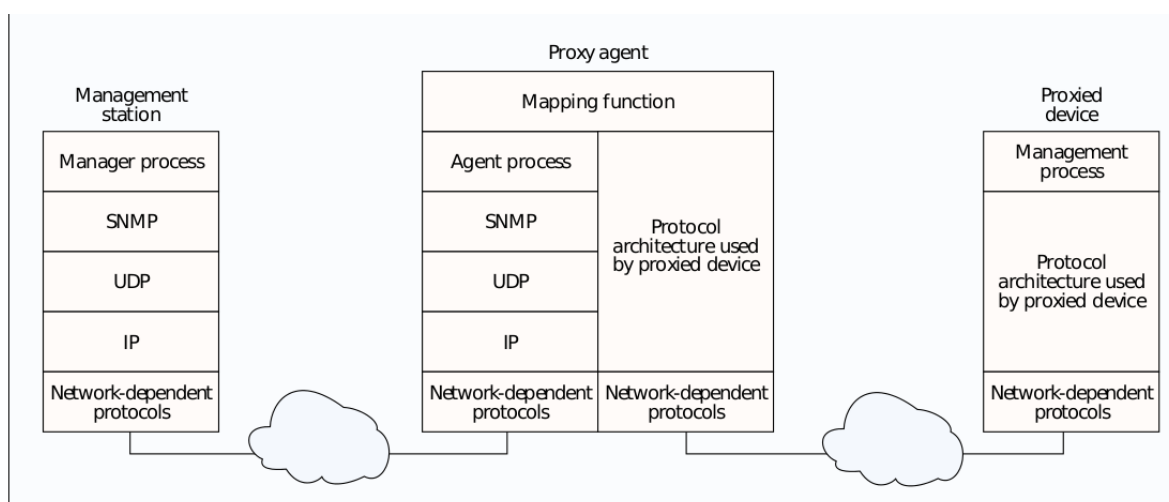 Management
station
Manager process
SNMP
UDP
IP
Network-dependent
protocols
Proxy agent
Mapping function
Agent process
SNMP
UDP
IP
Network-dependent
protocols
Protocol
architecture used
by proxied device
Network-dependent
protocols
Proxied
device
Management
process
Protocol
architecture used
by proxied device
Network-dependent
protocols